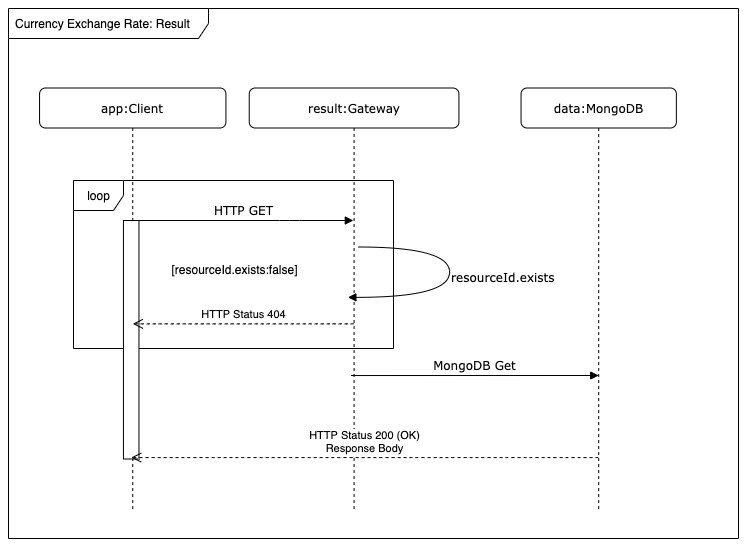 Currency Exchange Rate: Result
app:Client
result:Gateway
data:MongoDB
loop
HTTP GET
[resourceId.exists:false]
resourceId.exists
HTTP Status 404
MongoDB Get
HTTP Status 200 (OK)
Response Body